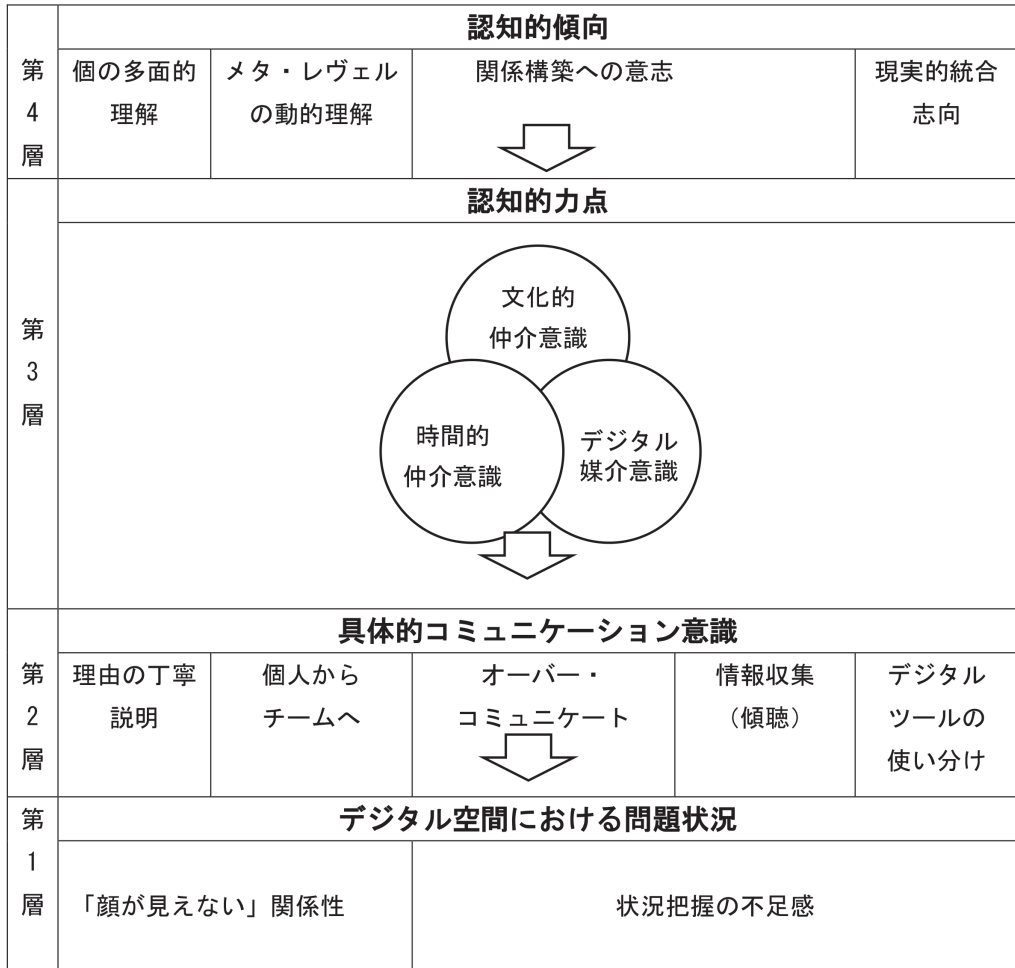 認知的傾向
第
4
層
個の多面的
理解
メタ・レヴェル
の動的理解
関係構築への意志
現実的統合
志向
認知的力点
第
3
層
文化的
仲介意識
時間的
仲介意識
デジタル
媒介意識
具体的コミュニケーション意識
第
2
層
理由の丁寧
説明
個人から
チームへ
オーバー・
コミュニケート
情報収集
（傾聴）
デジタル
ツールの
使い分け
デジタル空間における問題状況
第
1
層
「顔が見えない」関係性
状況把握の不足感